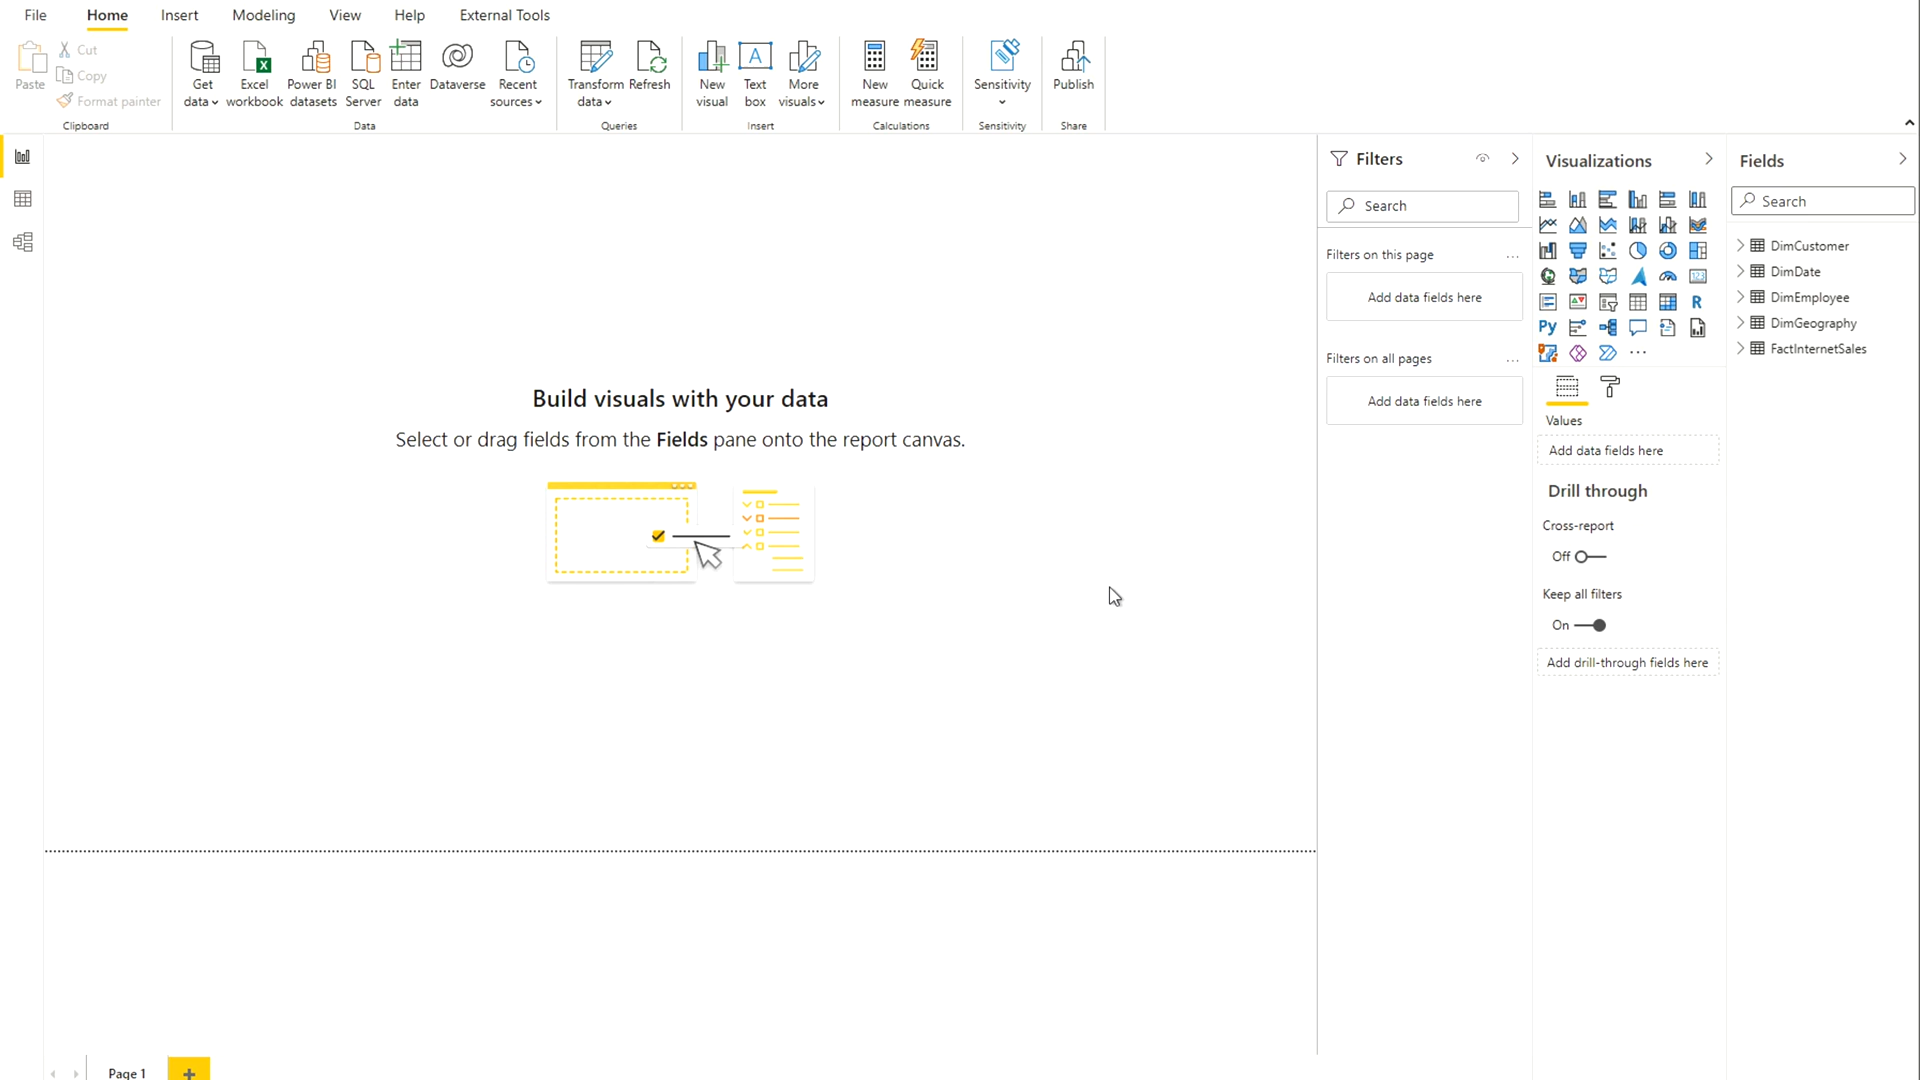 File Home Insert Modeling View Help External Tools
Paste
Cut
Copy
Format painter
Clipboard
Get
data
Excel
workbook
Power BI
datasets
SQL
Server
Enter
data
Dataverse
Recent
sources
Data
Transform
data
Refresh
Queries
New
visual
Text
box
More
visuals
Insert
New
measure
Quick
measure
Calculations
Sensitivity
Sensitivity
Publish
Share
Build visuals with your data
Select or drag fields from the Fields pane onto the report canvas.
Filters
Search
Filters on this page ...
Add data fields here
Filters on all pages ...
Add data fields here
Visualizations
123
R
Py
...
Values
Add data fields here
Drill through
Cross-report
Off
Keep all filters
On
Add drill-through fields here
Fields
Search
DimCustomer
DimDate
DimEmployee
DimGeography
FactInternetSales
Page 1 +